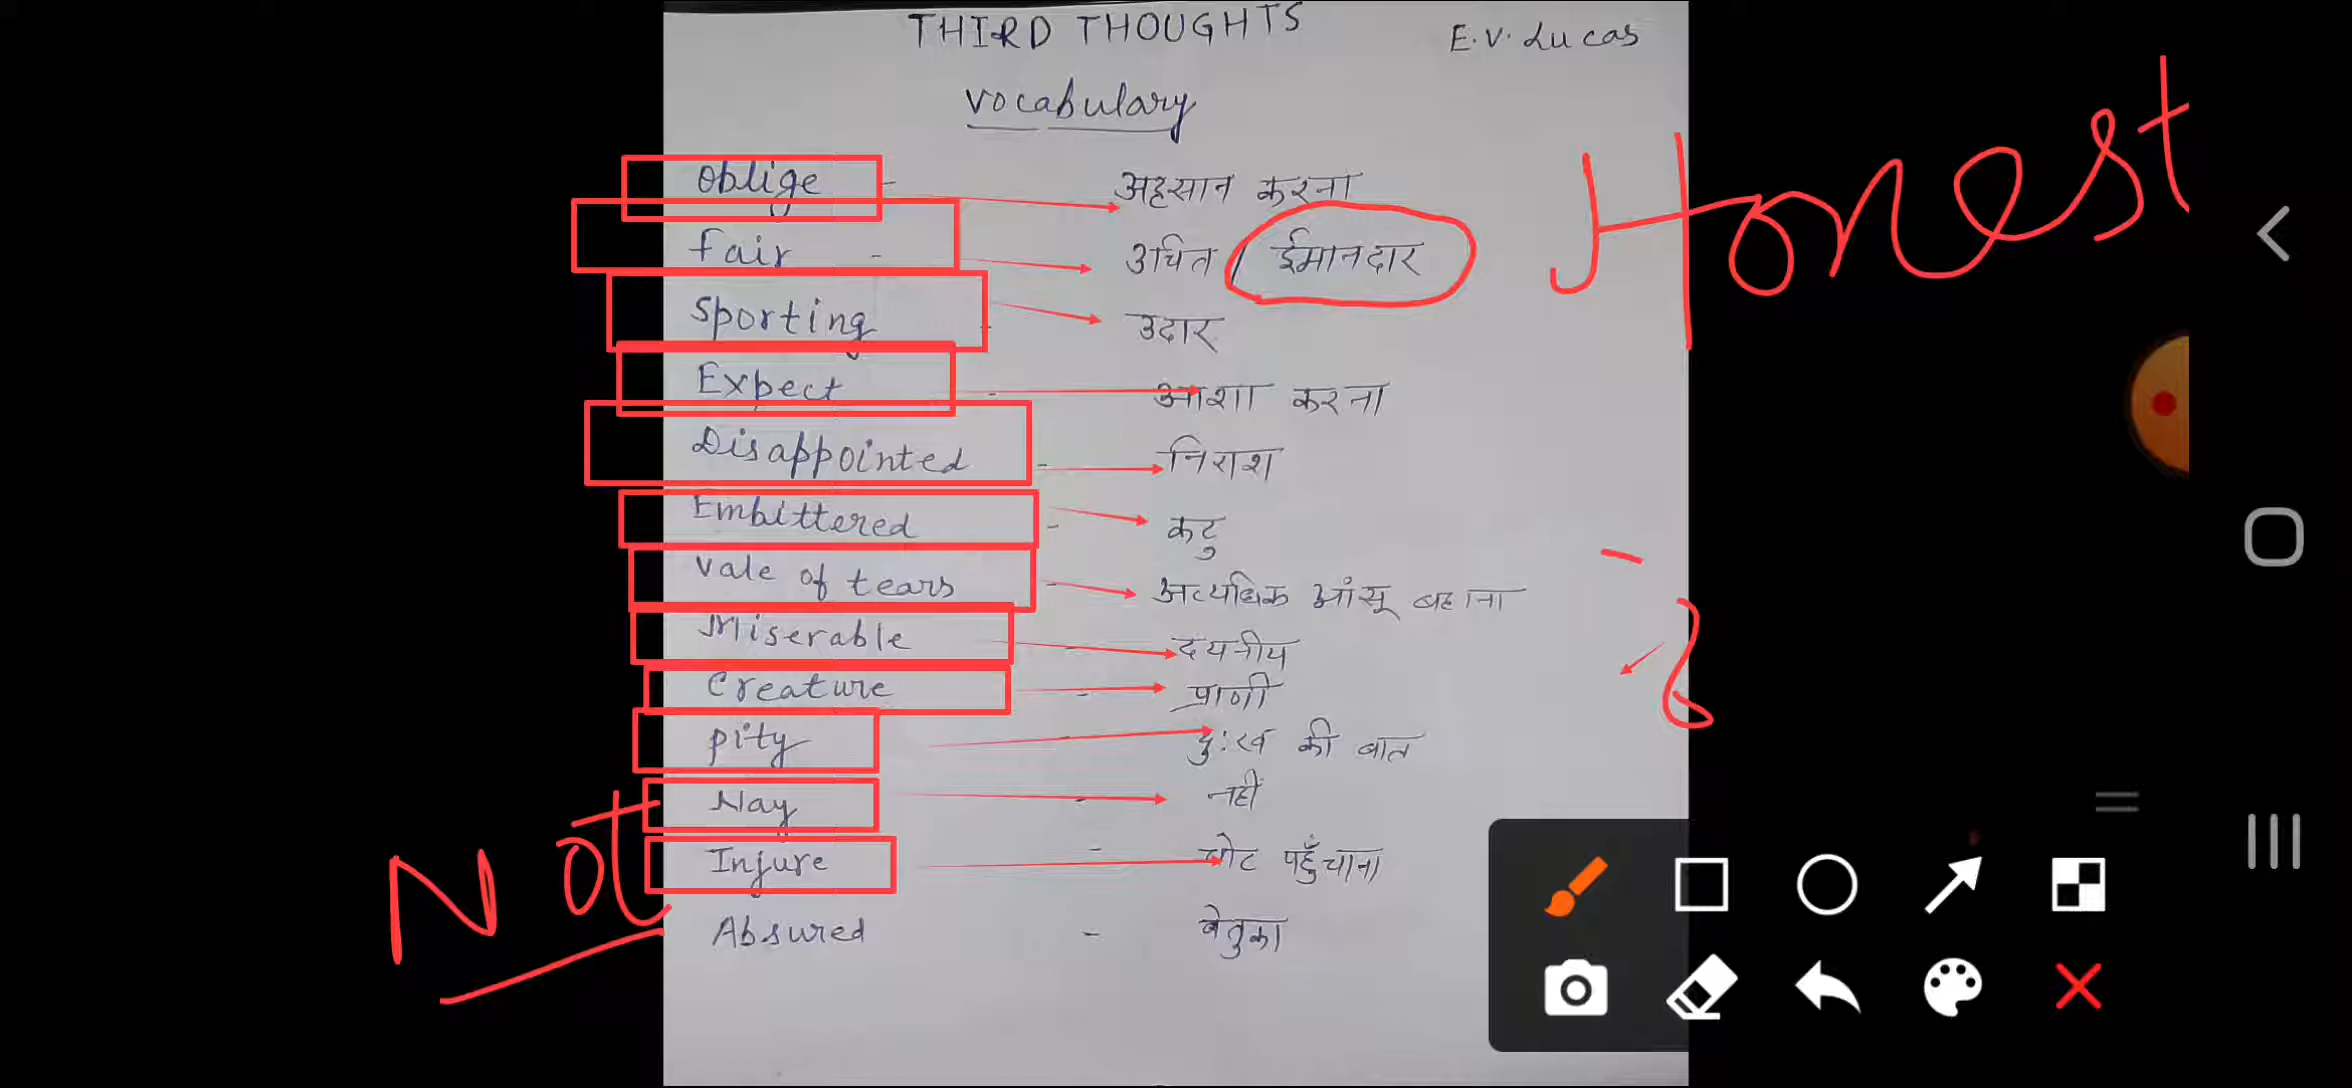 THIRD THOUGHTS
E.V. Lucas
Vocabulary
Oblige - अहसान करना
Honest
fair - उचित / ईमानदार
Sporting - उदार
Expect - आशा करना
Disappointed - निराश
Embittered - कटु
Vale of tears - अत्यधिक आंसू बहाना
Miserable - दयनीय
Creature - प्राणी
pity - दुःख की बात
Nay - नहीं
Not
Injure - चोट पहुँचाना
Absured - बेतुका